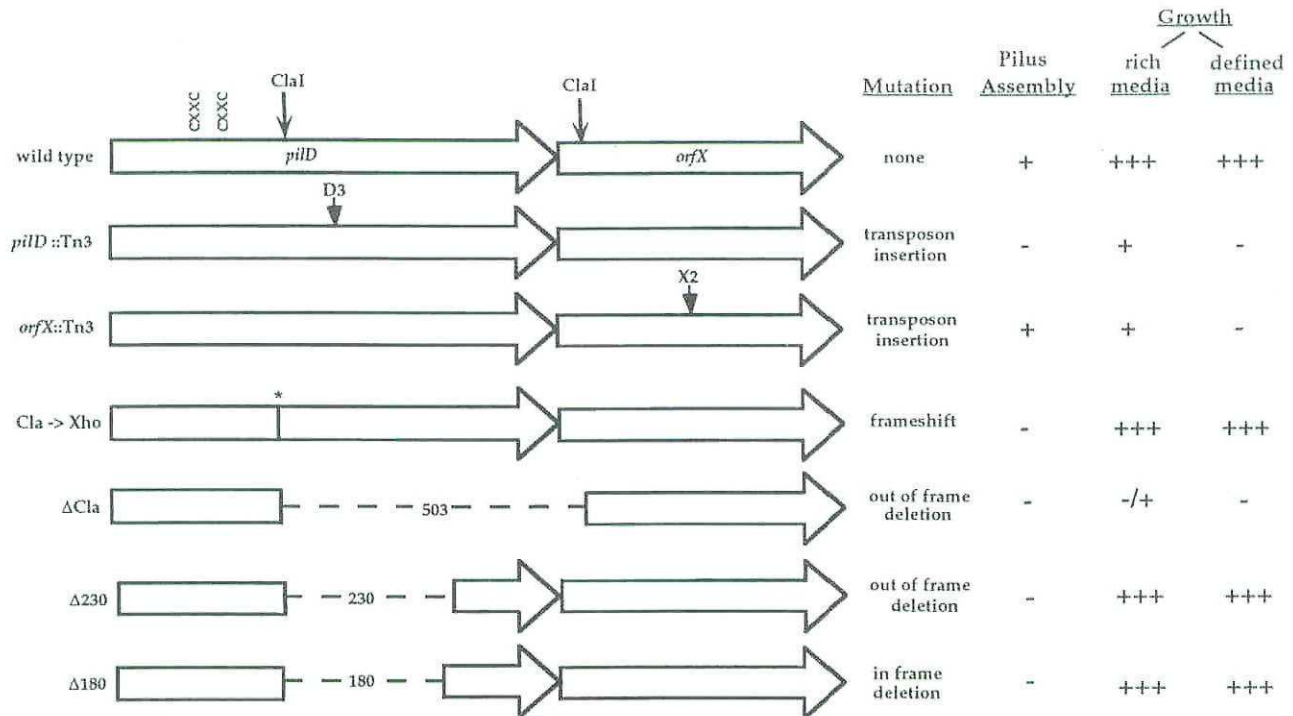 Growth
Pilus
rich
defined
Mutation
Assembly
media
media
CXXC
CXXC
ClaI
ClaI
wild type
pilD
orfX
none
+
+++
+++
D3
pilD ::Tn3
transposon
insertion
-
+
-
X2
orfX::Tn3
transposon
insertion
+
+
-
*
Cla -> Xho
frameshift
-
+++
+++
ΔCla
503
out of frame
deletion
-
-/+
-
Δ230
230
out of frame
deletion
-
+++
+++
Δ180
180
in frame
deletion
-
+++
+++